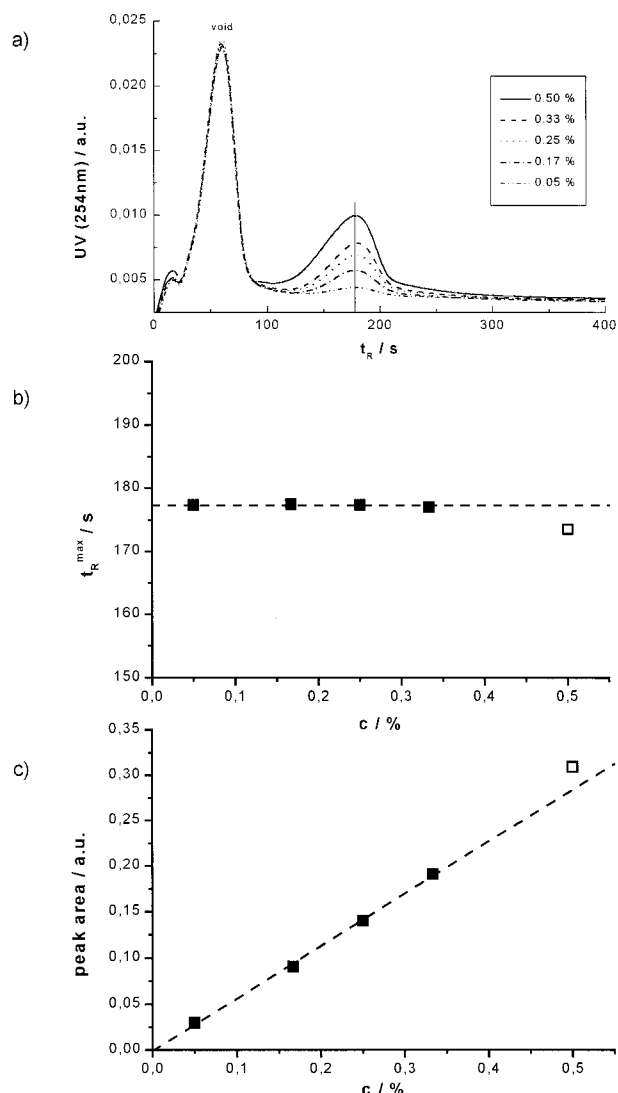 a)
void
0,025
0,020
0,015
0,010
0,005
UV (254nm) / a.u.
0.50 %
0.33 %
0.25 %
0.17 %
0.05 %
0 100 200 300 400
t_R / s
b)
200
190
180
170
160
150
t_R^max / s
0,0 0,1 0,2 0,3 0,4 0,5
c / %
c)
0,35
0,30
0,25
0,20
0,15
0,10
0,05
0,00
peak area / a.u.
0,0 0,1 0,2 0,3 0,4 0,5
c / %